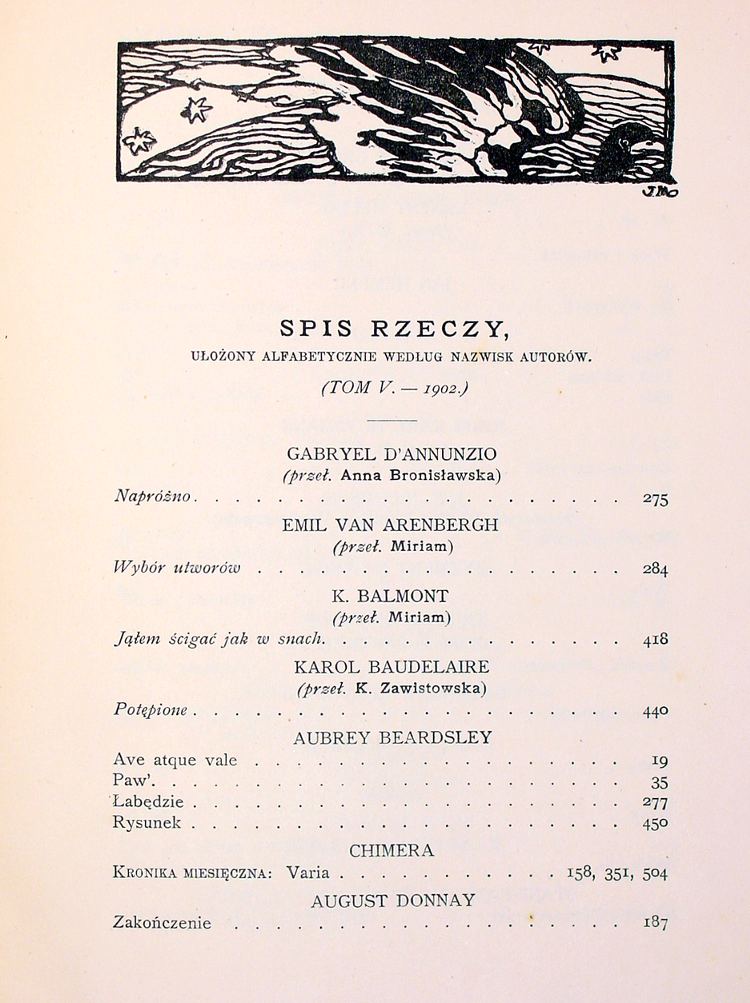 J.M
SPIS RZECZY,
UŁOŻONY ALFABETYCZNIE WEDŁUG NAZWISK AUTORÓW.
(TOM V. — 1902.)
GABRYEL D'ANNUNZIO
(przeł. Anna Bronisławska)
Napróżno . . . . . . . . . . . . . . . . . . . . 275
EMIL VAN ARENBERGH
(przeł. Miriam)
Wybór utworów . . . . . . . . . . . . . . . . . 284
K. BALMONT
(przeł. Miriam)
Jąłem ścigać jak w snach. . . . . . . . . . . . . . 418
KAROL BAUDELAIRE
(przeł. K. Zawistowska)
Potępione . . . . . . . . . . . . . . . . . . . . 440
AUBREY BEARDSLEY
Ave atque vale . . . . . . . . . . . . . . . . . 19
Paw'. . . . . . . . . . . . . . . . . . . . . . 35
Łabędzie . . . . . . . . . . . . . . . . . . . . 277
Rysunek . . . . . . . . . . . . . . . . . . . . 450
CHIMERA
KRONIKA MIESIĘCZNA: Varia . . . . . . . . . . . 158, 351, 504
AUGUST DONNAY
Zakończenie . . . . . . . . . . . . . . . . . . 187